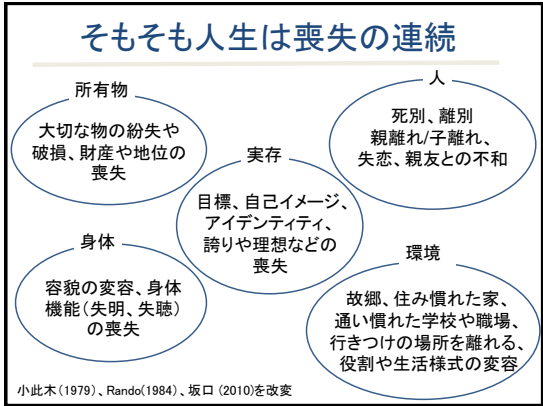 そもそも人生は喪失の連続
所有物
大切な物の紛失や
破損、財産や地位の
喪失
人
死別、離別
親離れ/子離れ、
失恋、親友との不和
実存
目標、自己イメージ、
アイデンティティ、
誇りや理想などの
喪失
身体
容貌の変容、身体
機能(失明、失聴)
の喪失
環境
故郷、住み慣れた家、
通い慣れた学校や職場、
行きつけの場所を離れる、
役割や生活様式の変容
小此木(1979)、Rando(1984)、坂口(2010)を改変